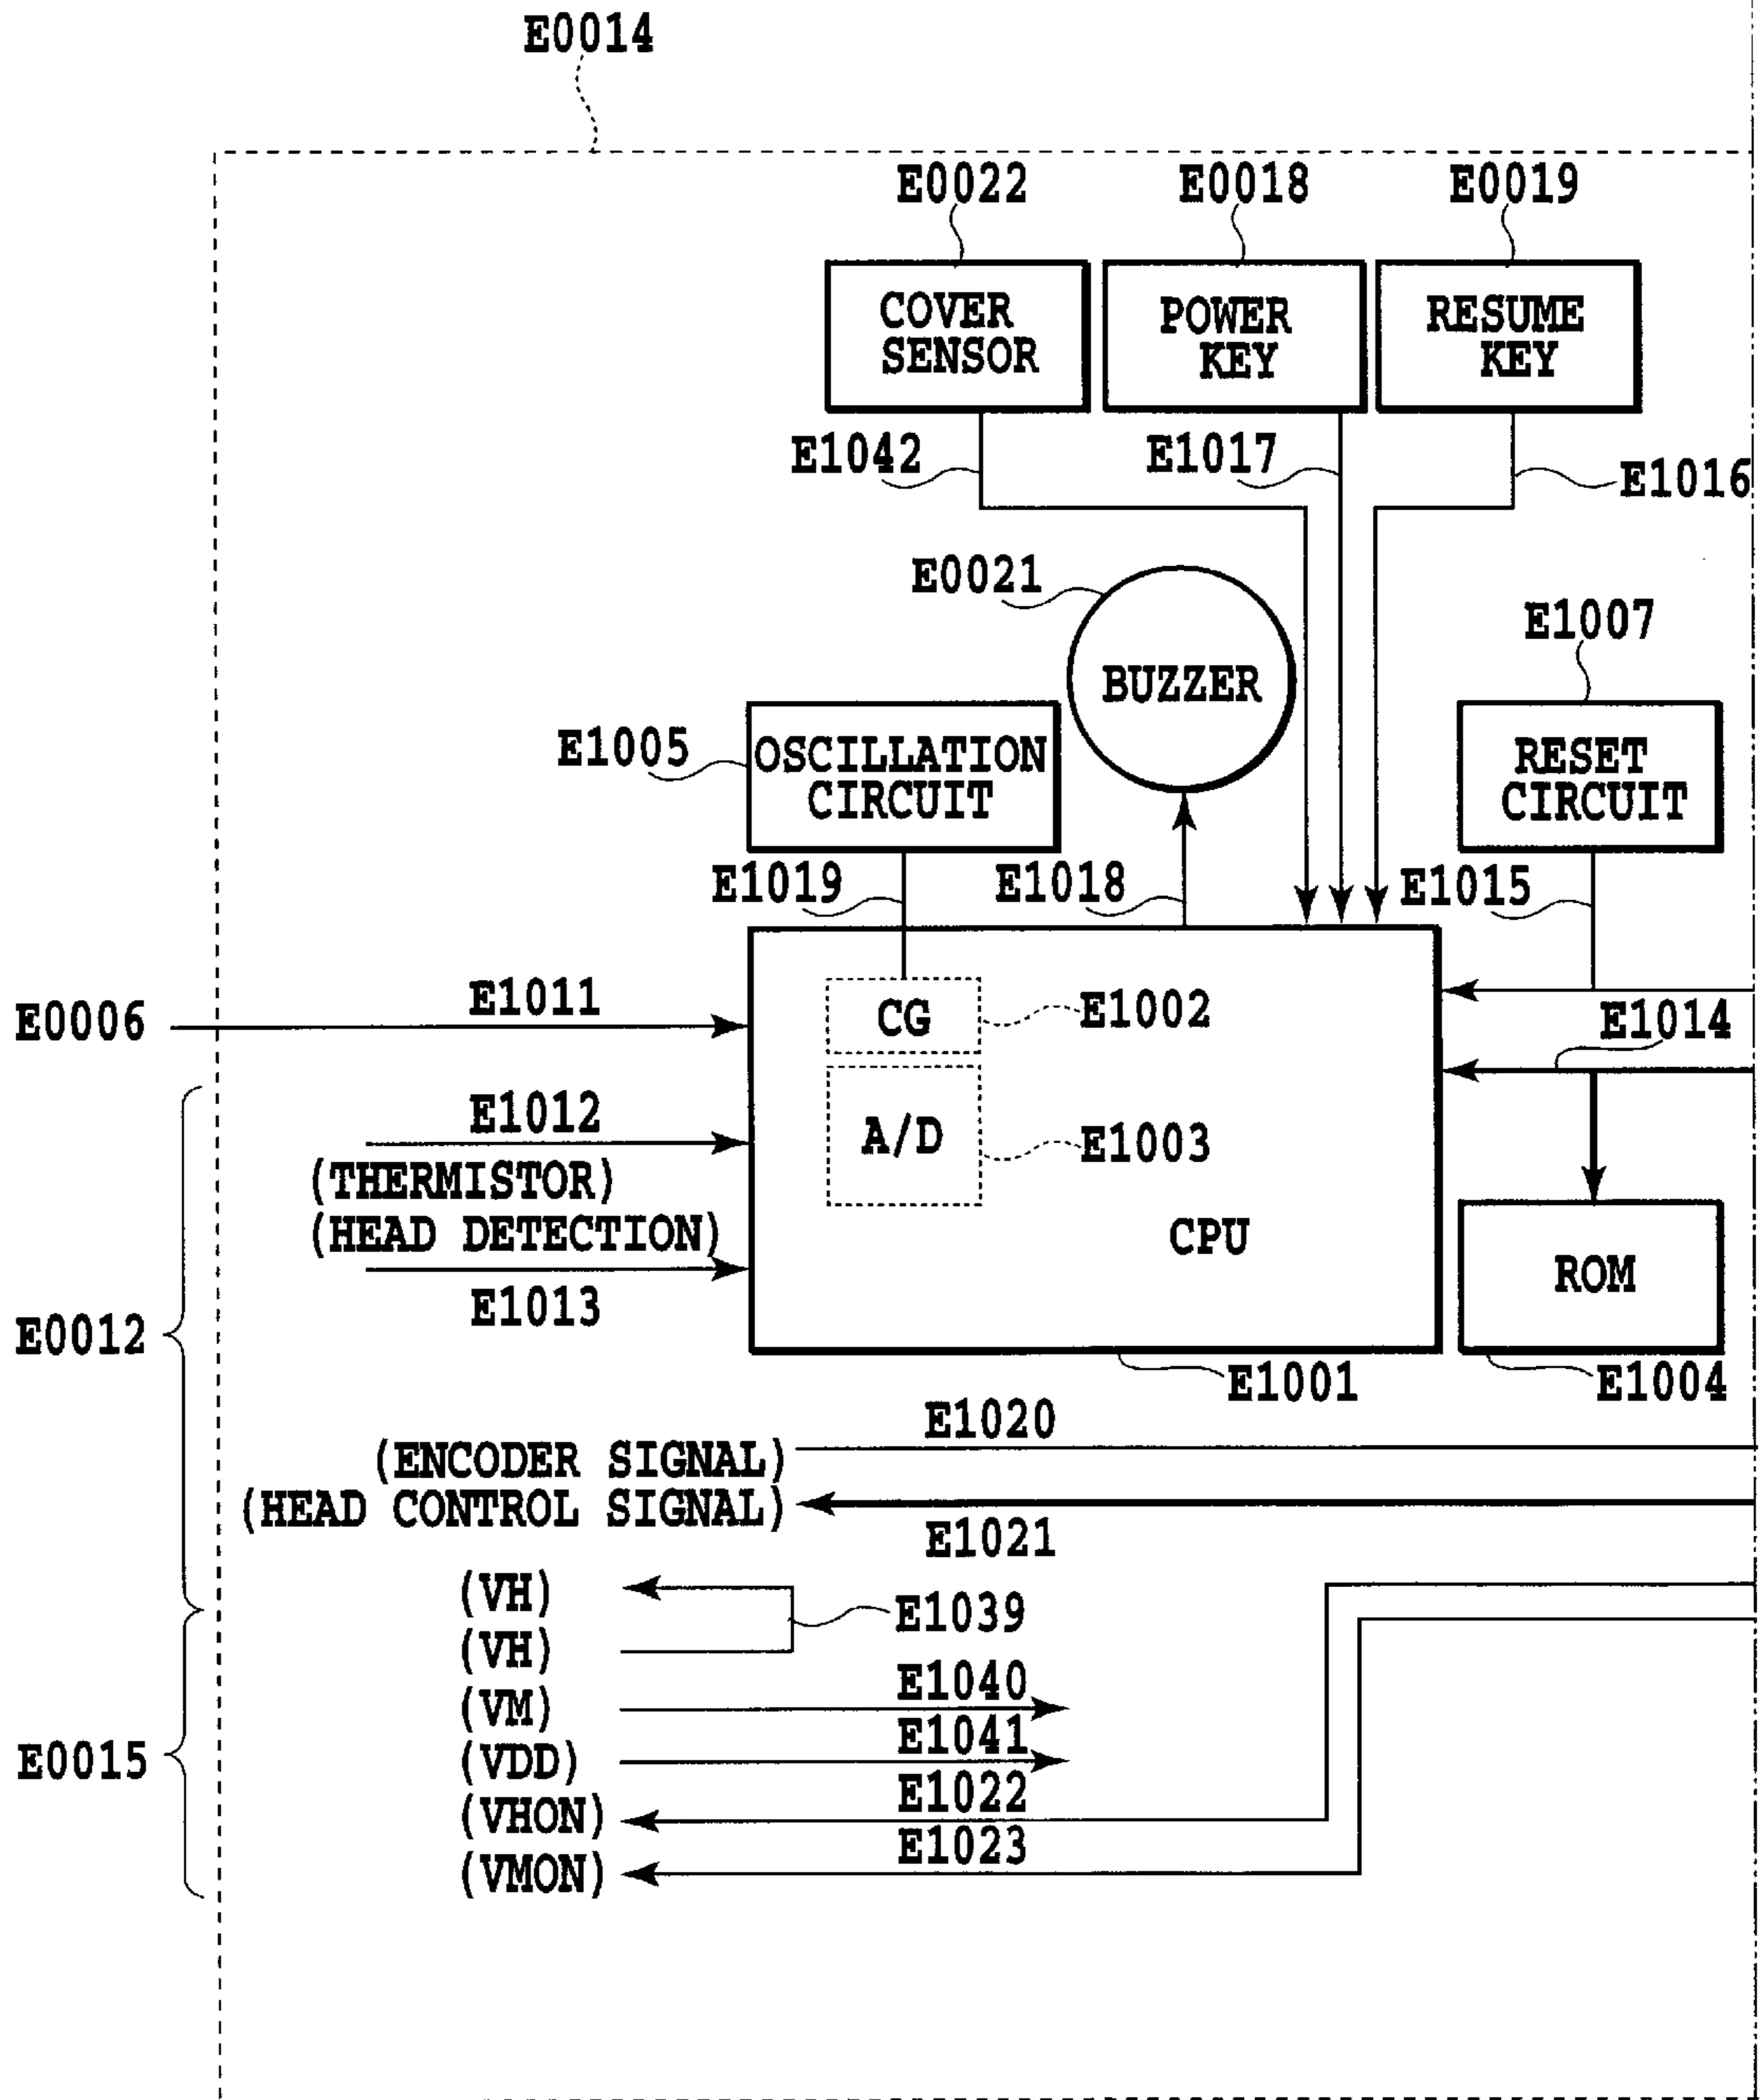 E0014
E0022 E0018 E0019
COVER SENSOR
POWER KEY
RESUME KEY
E1042 E1017 E1016
E0021
BUZZER
E1007
E1005
OSCILLATION CIRCUIT
RESET CIRCUIT
E1019 E1018 E1015
E0006 E1011
CG E1002
E1014
E1012
(THERMISTOR)
A/D E1003
(HEAD DETECTION)
CPU
ROM
E1013
E0012
E1001 E1004
E1020
(ENCODER SIGNAL)
(HEAD CONTROL SIGNAL)
E1021
(VH)
E1039
(VH)
E1040
(VM)
E1041
E0015
(VDD)
E1022
(VHON)
E1023
(VMON)